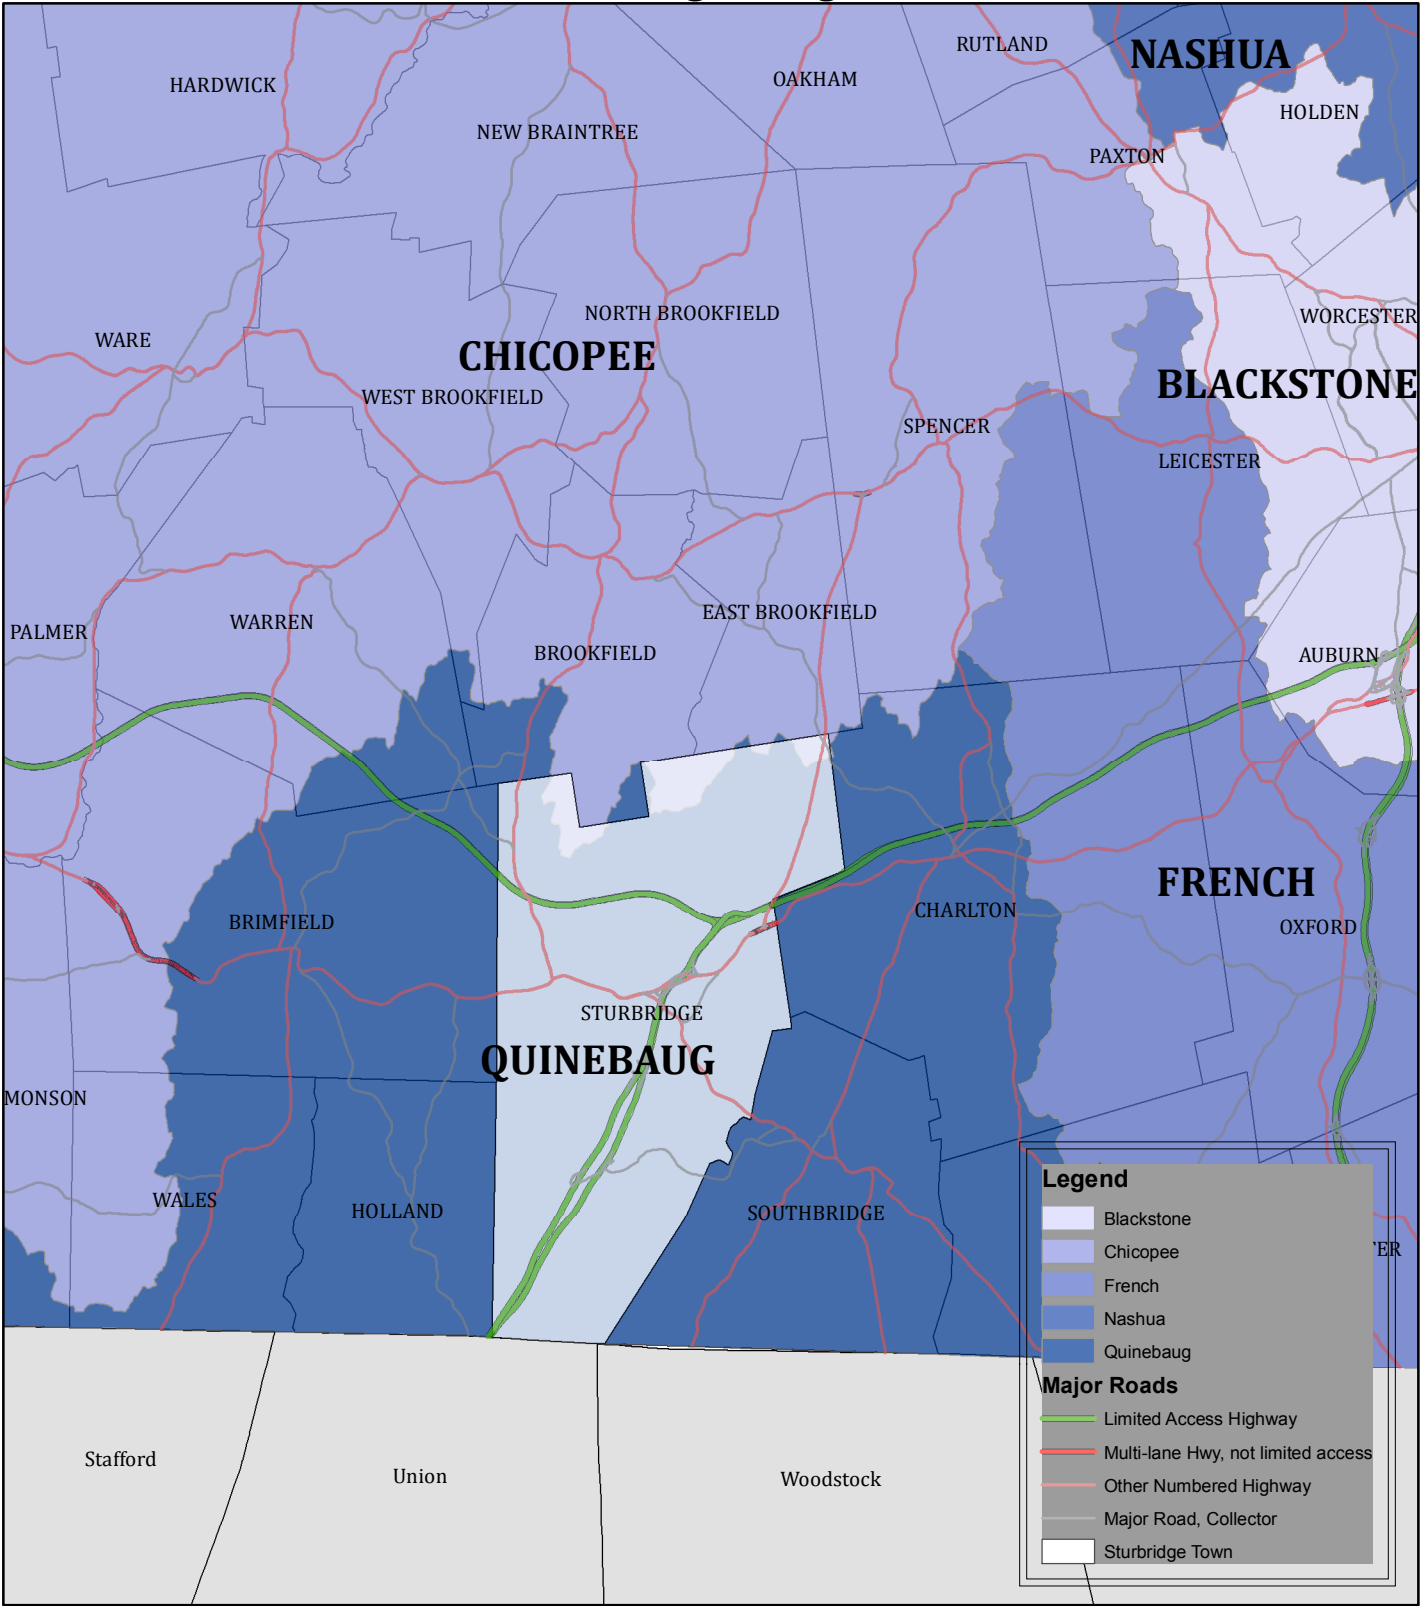 RUTLAND
NASHUA
HARDWICK
OAKHAM
HOLDEN
NEW BRAINTREE
PAXTON
NORTH BROOKFIELD
WORCESTER
WARE
CHICOPEE
BLACKSTONE
WEST BROOKFIELD
SPENCER
LEICESTER
EAST BROOKFIELD
WARREN
PALMER
BROOKFIELD
AUBURN
FRENCH
CHARLTON
BRIMFIELD
OXFORD
STURBRIDGE
QUINEBAUG
MONSON
WALES
HOLLAND
SOUTHBRIDGE
TER
Legend
Blackstone
Chicopee
French
Nashua
Quinebaug
Major Roads
Limited Access Highway
Multi-lane Hwy, not limited access
Other Numbered Highway
Major Road, Collector
Sturbridge Town
Stafford
Union
Woodstock